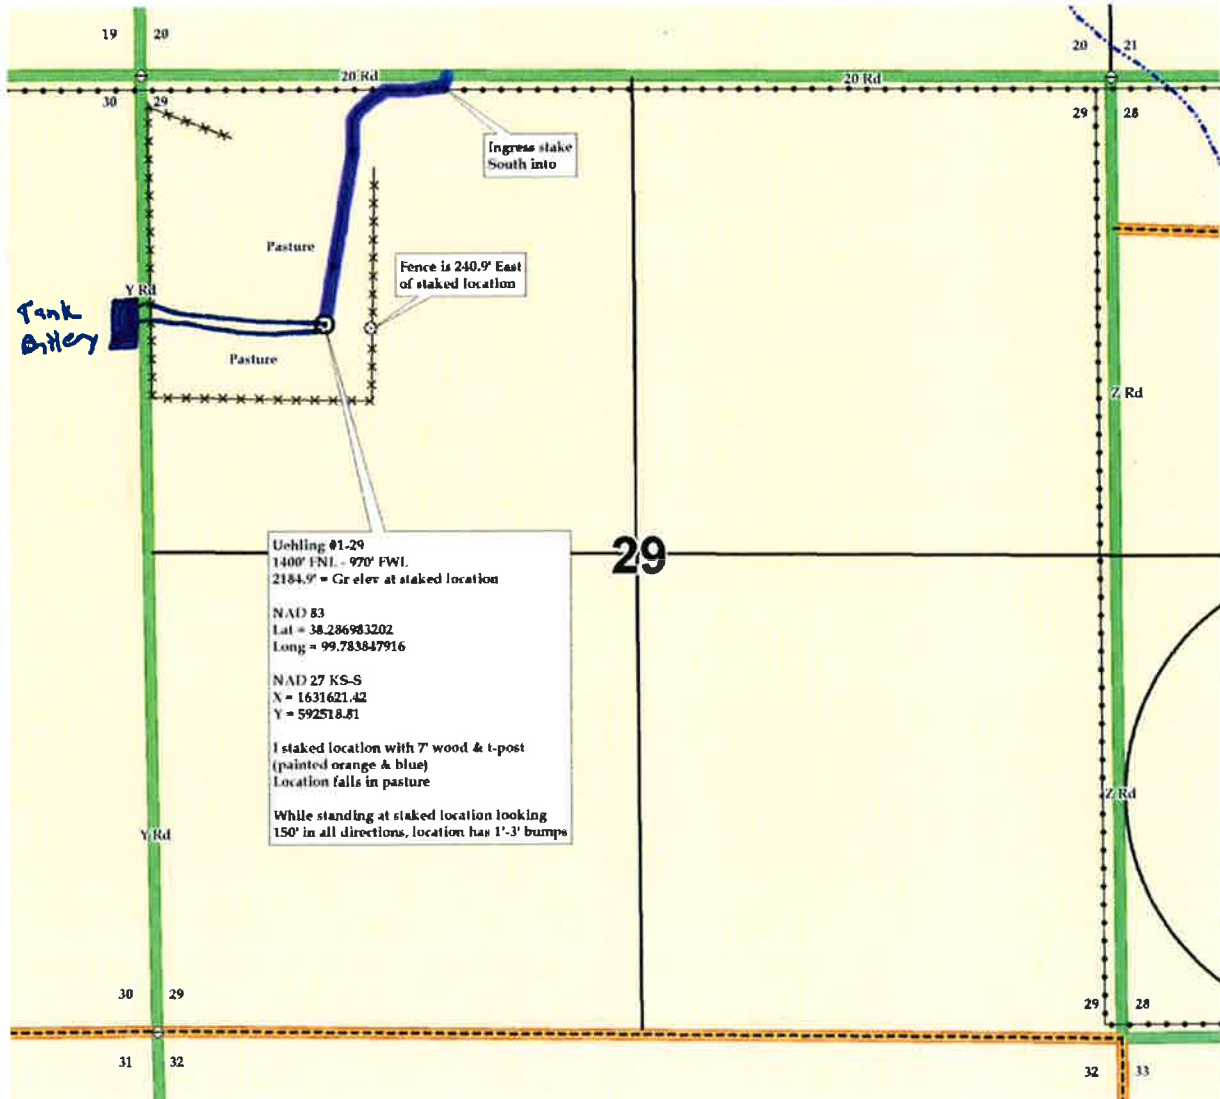 19 20
20 21
20 Rd
20 Rd
30 29
29 28
Ingress stake
South into
Pasture
Fence is 240.9' East
of staked location
Y Rd
Tank
Battery
Pasture
Z Rd
Uehling #1-29
1400' FNL - 970' FWL
2184.9' = Gr elev at staked location
NAD 83
Lat = 38.286983202
Long = 99.783847916
NAD 27 KS-S
X = 1631621.42
Y = 592518.81
I staked location with 7' wood & t-post
(painted orange & blue)
Location falls in pasture
While standing at staked location looking
150' in all directions, location has 1'-3' bumps
29
Z Rd
Y Rd
30 29
29 28
31 32
32 33